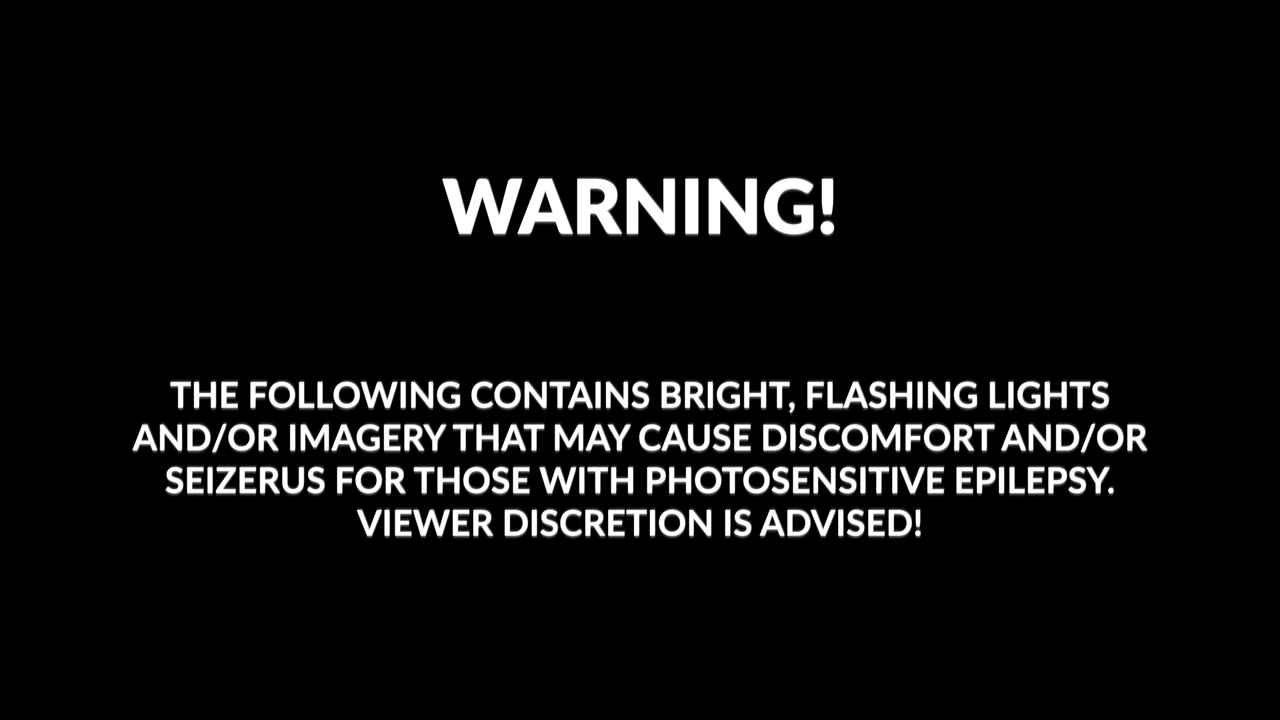 WARNING!
THE FOLLOWING CONTAINS BRIGHT, FLASHING LIGHTS
AND/OR IMAGERY THAT MAY CAUSE DISCOMFORT AND/OR
SEIZERUS FOR THOSE WITH PHOTOSENSITIVE EPILEPSY.
VIEWER DISCRETION IS ADVISED!